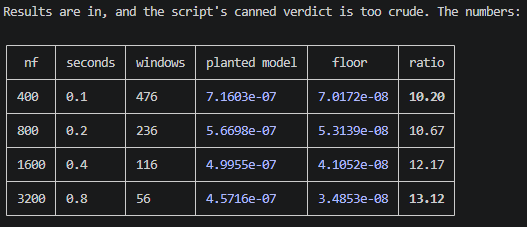 Results are in, and the script's canned verdict is too crude. The numbers:
nf seconds windows planted model floor ratio
400 0.1 476 7.1603e-07 7.0172e-08 10.20
800 0.2 236 5.6698e-07 5.3139e-08 10.67
1600 0.4 116 4.9955e-07 4.1052e-08 12.17
3200 0.8 56 4.5716e-07 3.4853e-08 13.12